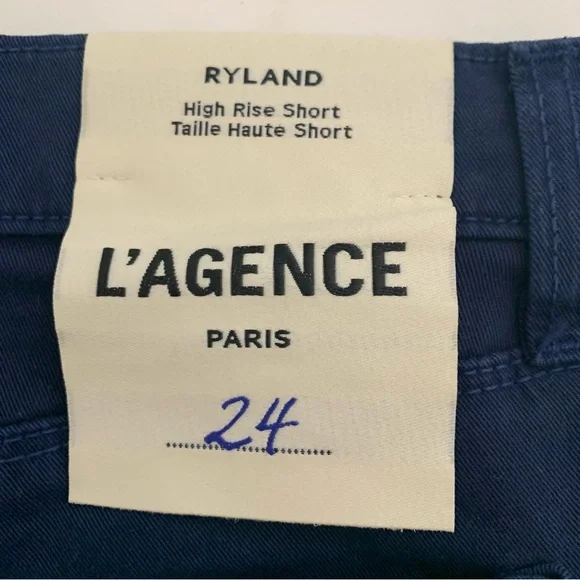 RYLAND
High Rise Short
Taille Haute Short
L'AGENCE
PARIS
24